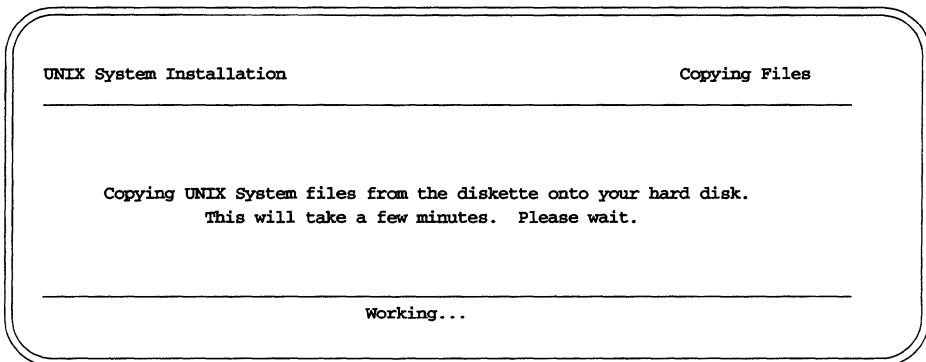 UNIX System Installation Copying Files
Copying UNIX System files from the diskette onto your hard disk.
This will take a few minutes. Please wait.
Working...